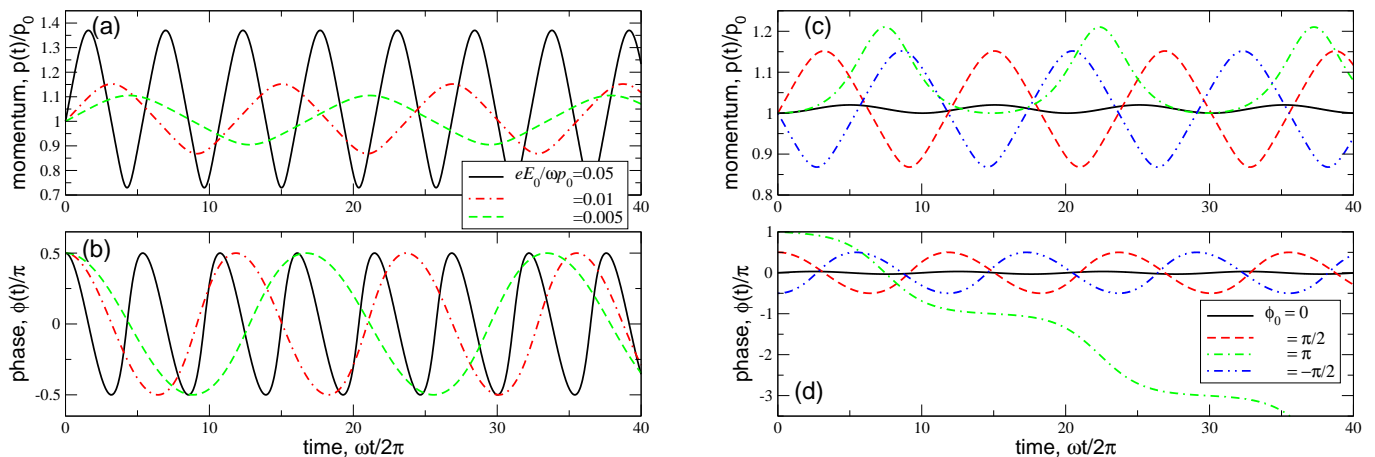 (a)
momentum, p(t)/p₀
1.4
1.3
1.2
1.1
1
0.9
0.8
0.7
0 10 20 30 40
eE₀/ωp₀=0.05
=0.01
=0.005
(b)
phase, ϕ(t)/π
0.5
0
-0.5
0 10 20 30 40
time, ωt/2π
(c)
momentum, p(t)/p₀
1.2
1.1
1
0.9
0.8
0 10 20 30 40
(d)
phase, ϕ(t)/π
1
0
-1
-2
-3
ϕ₀ = 0
= π/2
= π
= −π/2
0 10 20 30 40
time, ωt/2π